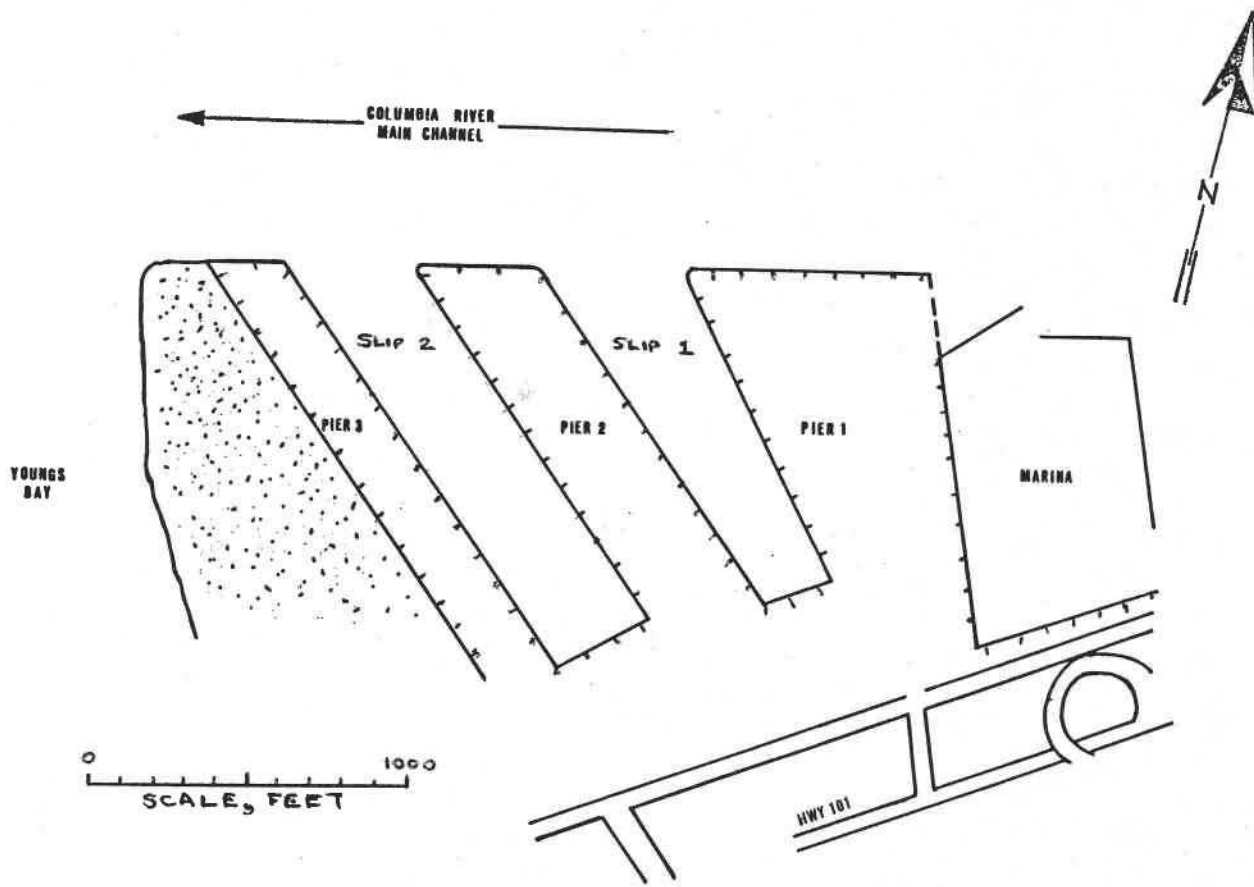 COLUMBIA RIVER
MAIN CHANNEL
N
SLIP 2
SLIP 1
PIER 3
PIER 2
PIER 1
YOUNGS
BAY
MARINA
0 1000
SCALE, FEET
HWY 101